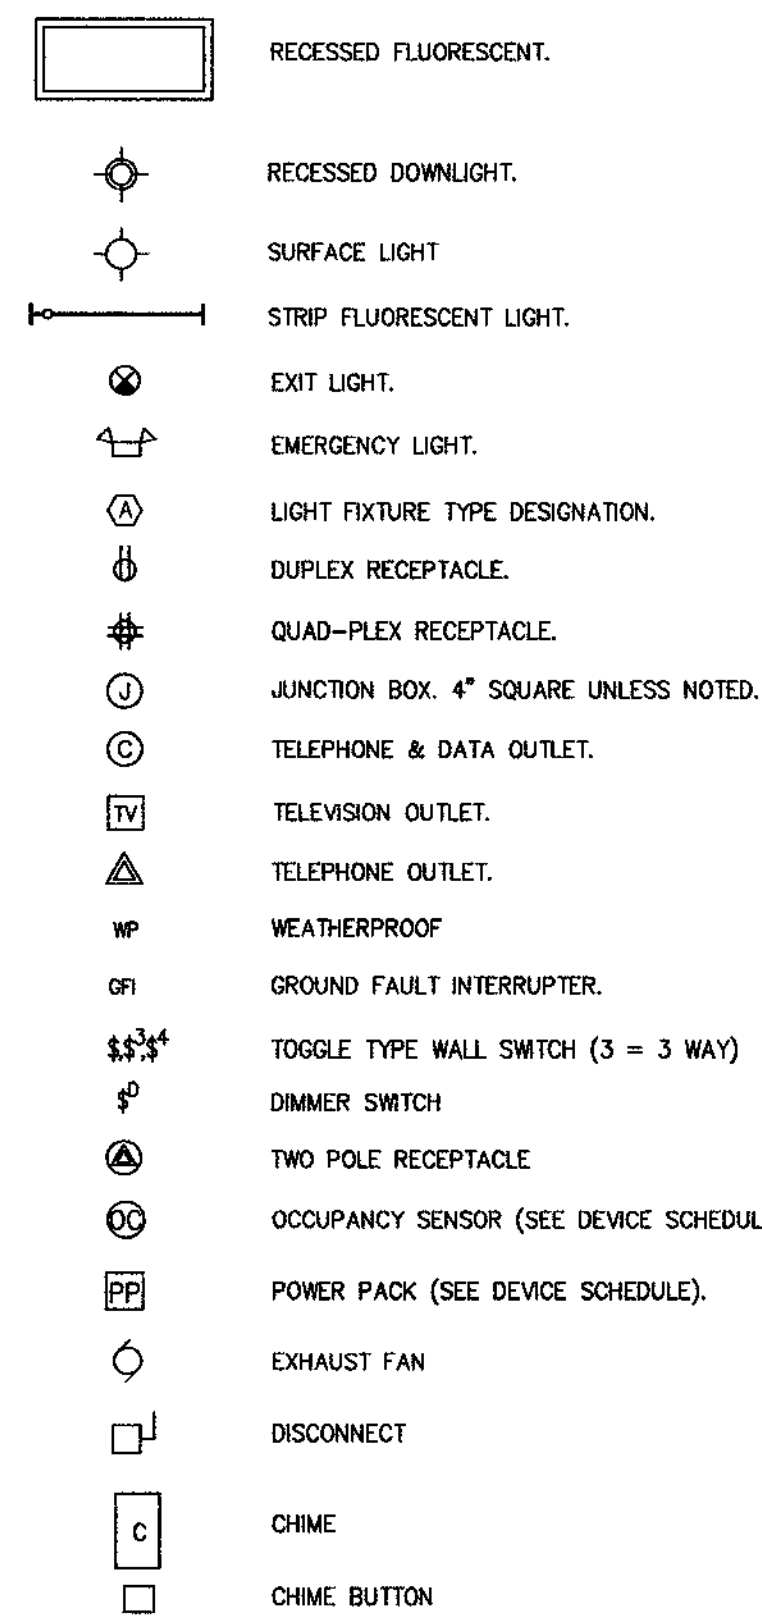 RECESSED FLUORESCENT.
RECESSED DOWNLIGHT.
SURFACE LIGHT
STRIP FLUORESCENT LIGHT.
EXIT LIGHT.
EMERGENCY LIGHT.
A LIGHT FIXTURE TYPE DESIGNATION.
DUPLEX RECEPTACLE.
QUAD-PLEX RECEPTACLE.
J JUNCTION BOX. 4" SQUARE UNLESS NOTED.
C TELEPHONE & DATA OUTLET.
TV TELEVISION OUTLET.
TELEPHONE OUTLET.
WP WEATHERPROOF
GFI GROUND FAULT INTERRUPTER.
$,$3,$4 TOGGLE TYPE WALL SWITCH (3 = 3 WAY)
$D DIMMER SWITCH
TWO POLE RECEPTACLE
OC OCCUPANCY SENSOR (SEE DEVICE SCHEDUL
PP POWER PACK (SEE DEVICE SCHEDULE).
EXHAUST FAN
DISCONNECT
C CHIME
CHIME BUTTON